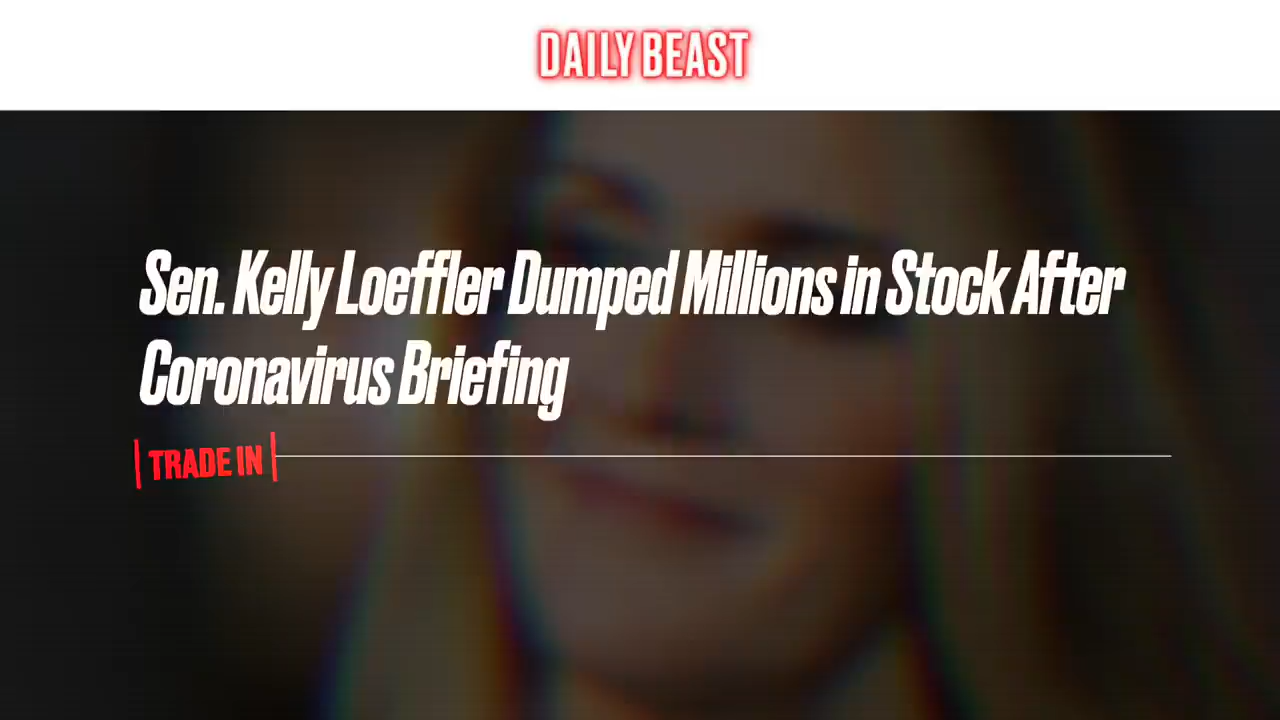 DAILY BEAST
Sen. Kelly Loeffler Dumped Millions in Stock After
Coronavirus Briefing
TRADE IN